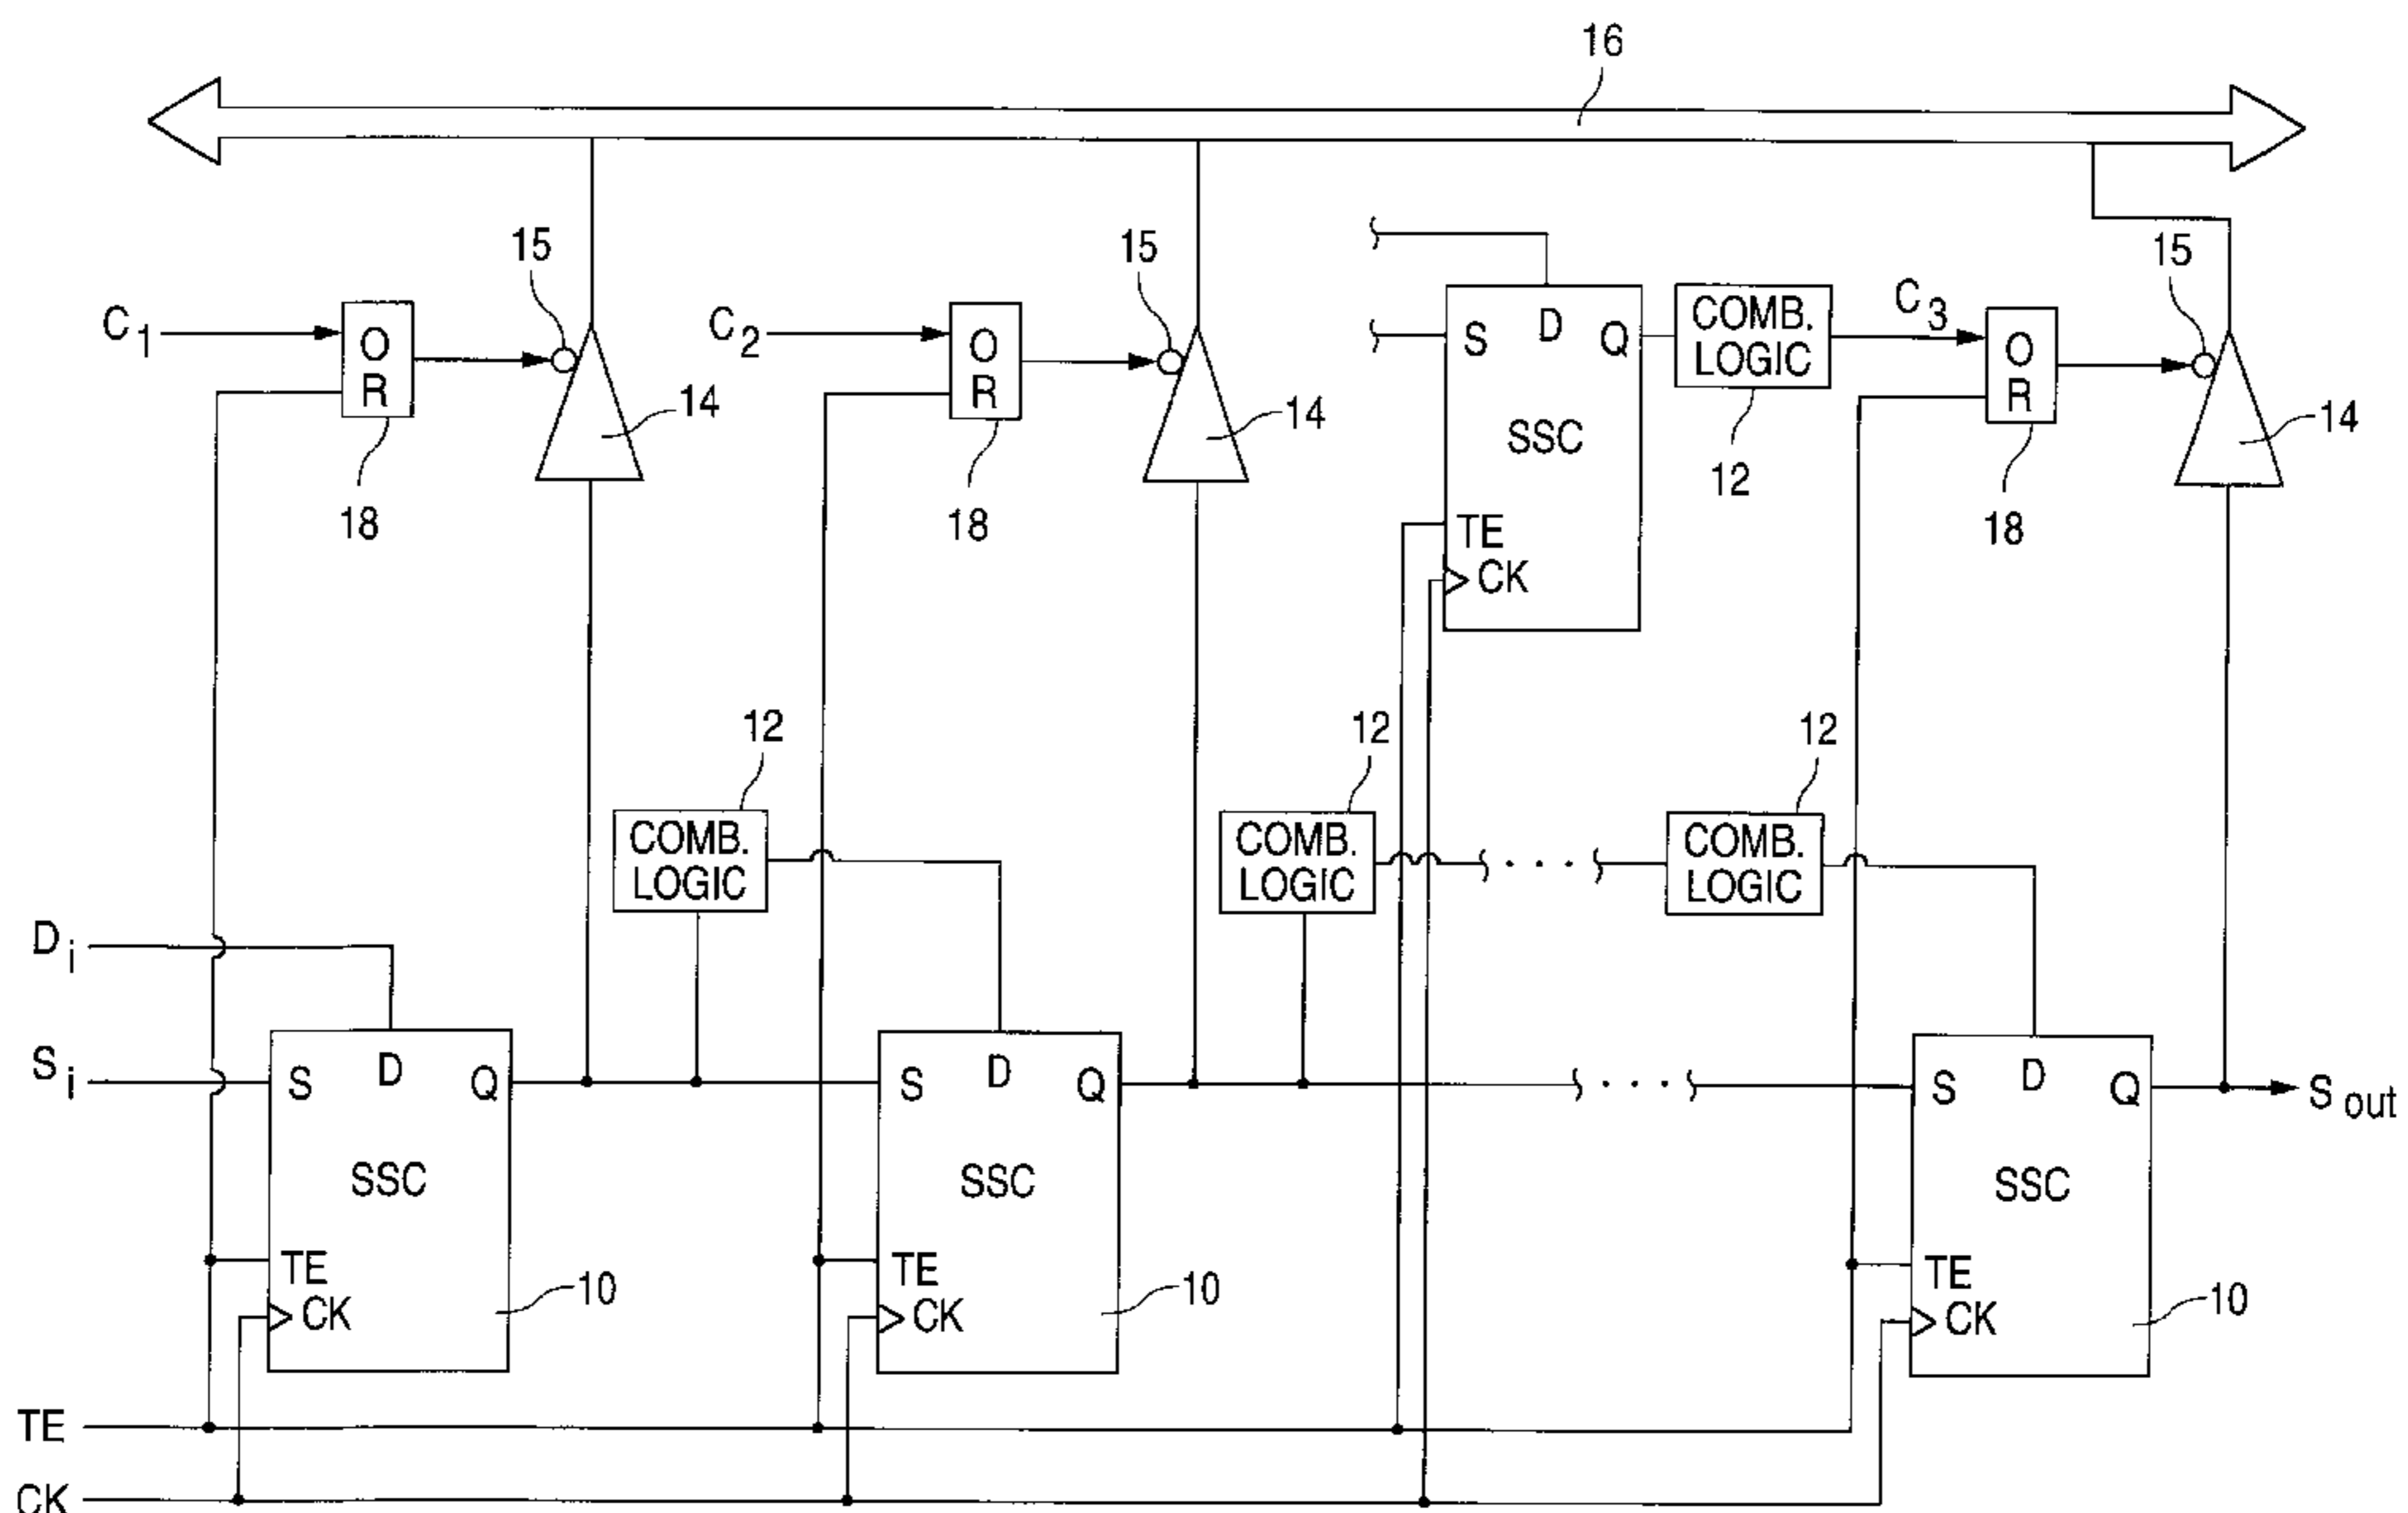 16
15
15
15
C1
O
R
C2
O
R
S D Q
SSC
TE
CK
COMB.
LOGIC
C3
O
R
14
14
14
18
18
12
18
12
12
12
COMB.
LOGIC
COMB.
LOGIC
. . .
COMB.
LOGIC
Di
Si
S D Q
SSC
TE
CK
10
S D Q
SSC
TE
CK
10
. . . .
S D Q
SSC
TE
CK
10
S out
TE
CK